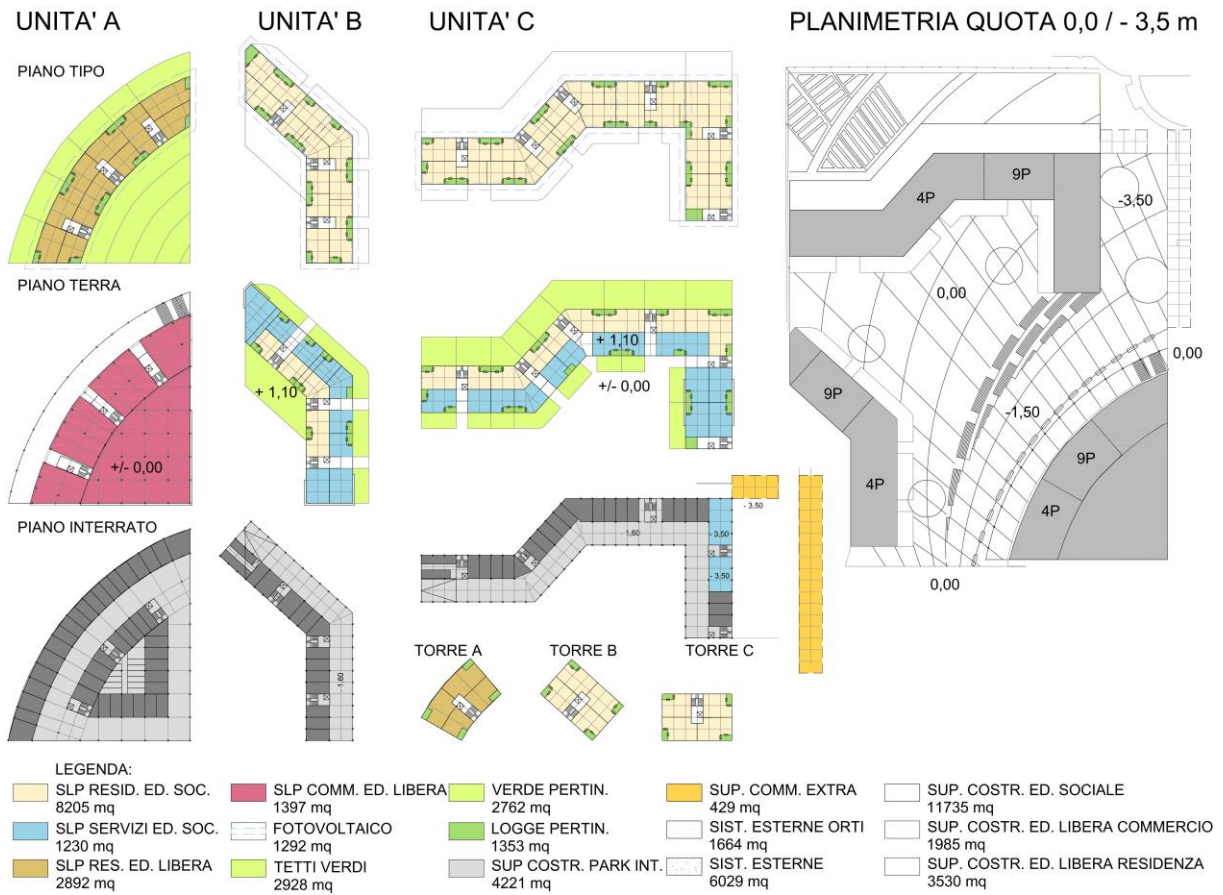 UNITA' A
UNITA' B
UNITA' C
PLANIMETRIA QUOTA 0,0 / - 3,5 m
PIANO TIPO
PIANO TERRA
+/- 0,00
+ 1,10
+ 1,10
+/- 0,00
PIANO INTERRATO
- 1,60
- 1,60
- 3,50
- 3,50
- 3,50
TORRE A
TORRE B
TORRE C
9P
4P
-3,50
0,00
0,00
-1,50
9P
4P
9P
4P
0,00
LEGENDA:
SLP RESID. ED. SOC.
8205 mq
SLP SERVIZI ED. SOC.
1230 mq
SLP RES. ED. LIBERA
2892 mq
SLP COMM. ED. LIBERA
1397 mq
FOTOVOLTAICO
1292 mq
TETTI VERDI
2928 mq
VERDE PERTIN.
2762 mq
LOGGE PERTIN.
1353 mq
SUP COSTR. PARK INT.
4221 mq
SUP. COMM. EXTRA
429 mq
SIST. ESTERNE ORTI
1664 mq
SIST. ESTERNE
6029 mq
SUP. COSTR. ED. SOCIALE
11735 mq
SUP. COSTR. ED. LIBERA COMMERCIO
1985 mq
SUP. COSTR. ED. LIBERA RESIDENZA
3530 mq